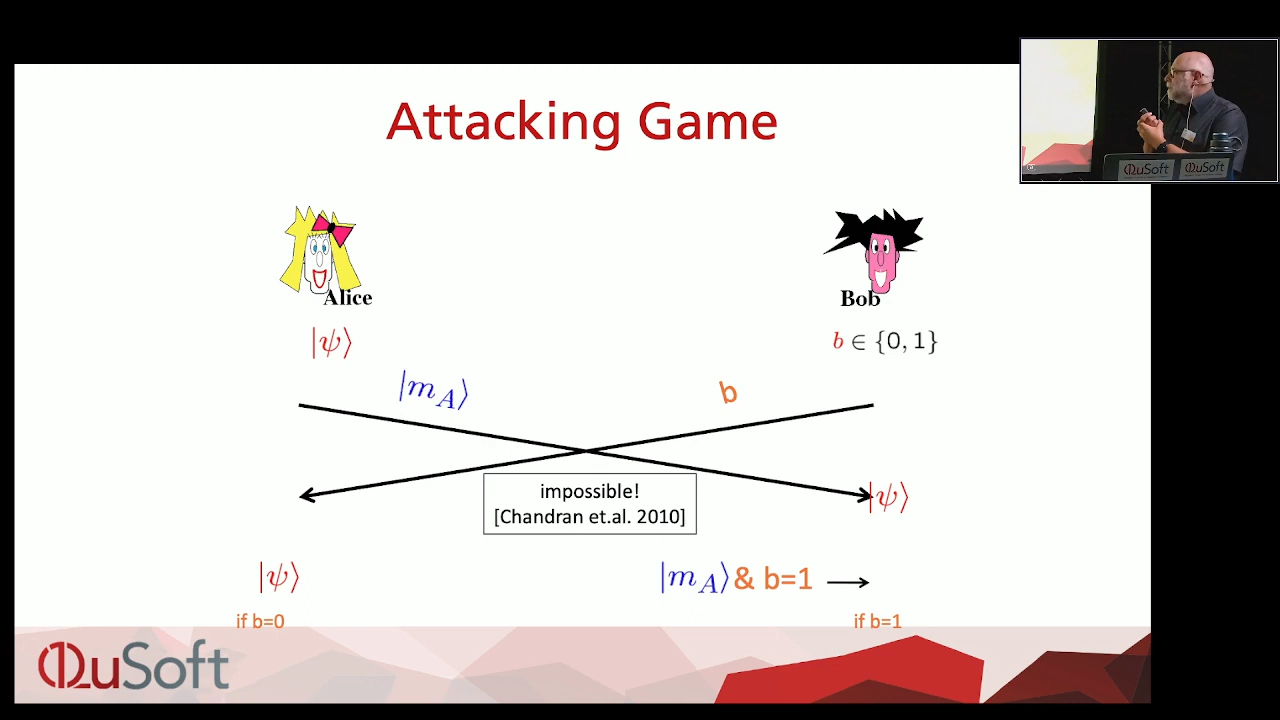 Attacking Game
Alice
Bob
|ψ⟩
b ∈ {0, 1}
|m_A⟩
b
impossible!
[Chandran et.al. 2010]
|ψ⟩
|ψ⟩
|m_A⟩ & b=1 →
if b=0
if b=1
QuSoft
QuSoft
QuSoft